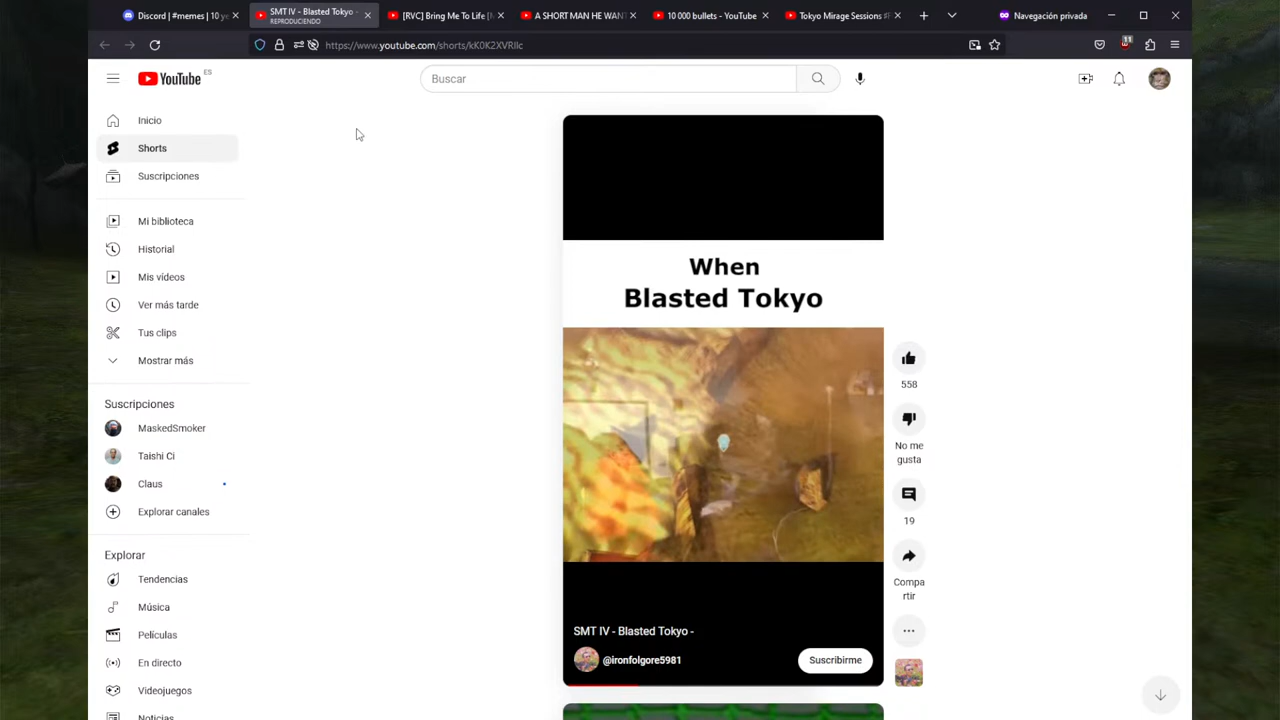 Discord | #memes | 10 ye
SMT IV - Blasted Tokyo -
REPRODUCIENDO
[RVC] Bring Me To Life [
A SHORT MAN HE WANT
10 000 bullets - YouTube
Tokyo Mirage Sessions
Navegación privada
https://www.youtube.com/shorts/kK0K2XVRIlc
11
YouTube ES
Buscar
Inicio
Shorts
Suscripciones
Mi biblioteca
Historial
Mis vídeos
Ver más tarde
Tus clips
Mostrar más
Suscripciones
MaskedSmoker
Taishi Ci
Claus
Explorar canales
Explorar
Tendencias
Música
Películas
En directo
Videojuegos
Noticias
When
Blasted Tokyo
558
No me
gusta
19
Compa
rtir
SMT IV - Blasted Tokyo -
@ironfolgore5981
Suscribirme